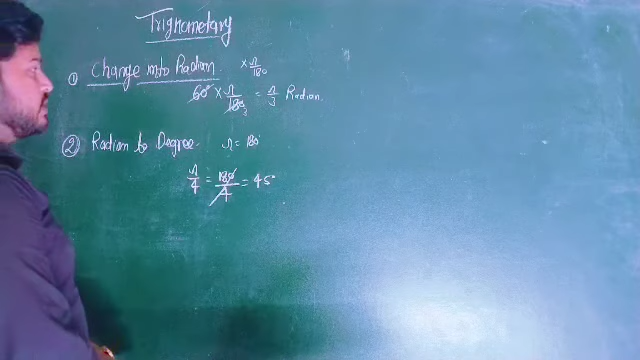 Trignometary
① Change into Radian × π/180
60° × π/180 3 = π/3 Radian
② Radian to Degree π = 180°
π/4 = 180°/4 = 45°